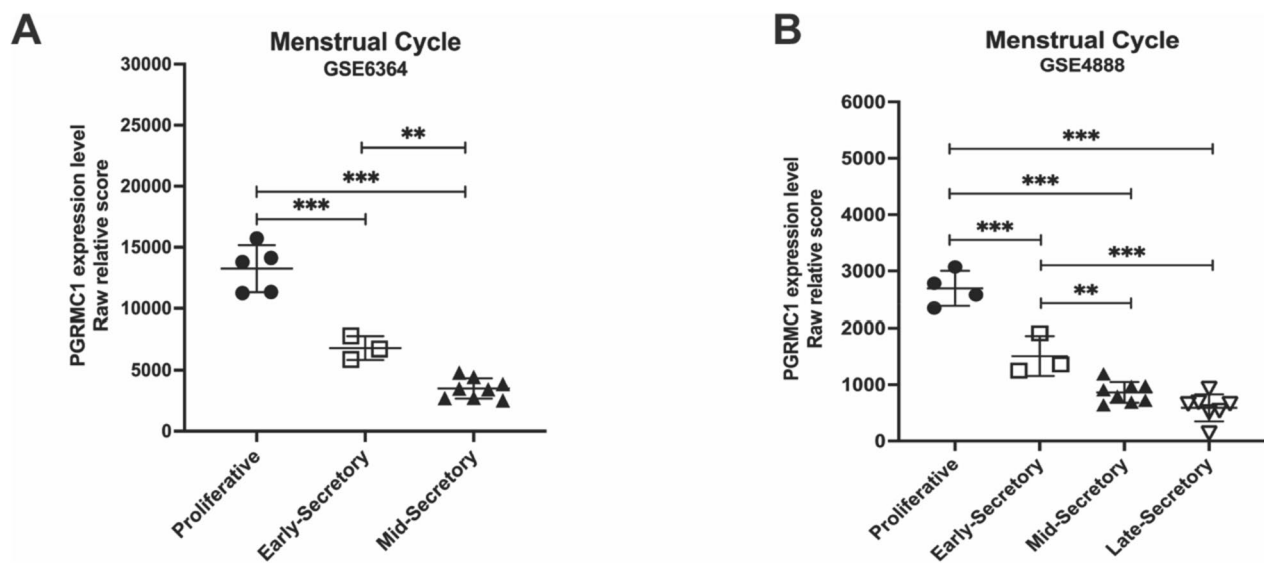 A
Menstrual Cycle
GSE6364
PGRMC1 expression level
Raw relative score
30000
25000
20000
15000
10000
5000
0
**
***
***
Proliferative
Early-Secretory
Mid-Secretory
B
Menstrual Cycle
GSE4888
PGRMC1 expression level
Raw relative score
6000
5000
4000
3000
2000
1000
0
***
***
***
***
**
Proliferative
Early-Secretory
Mid-Secretory
Late-Secretory